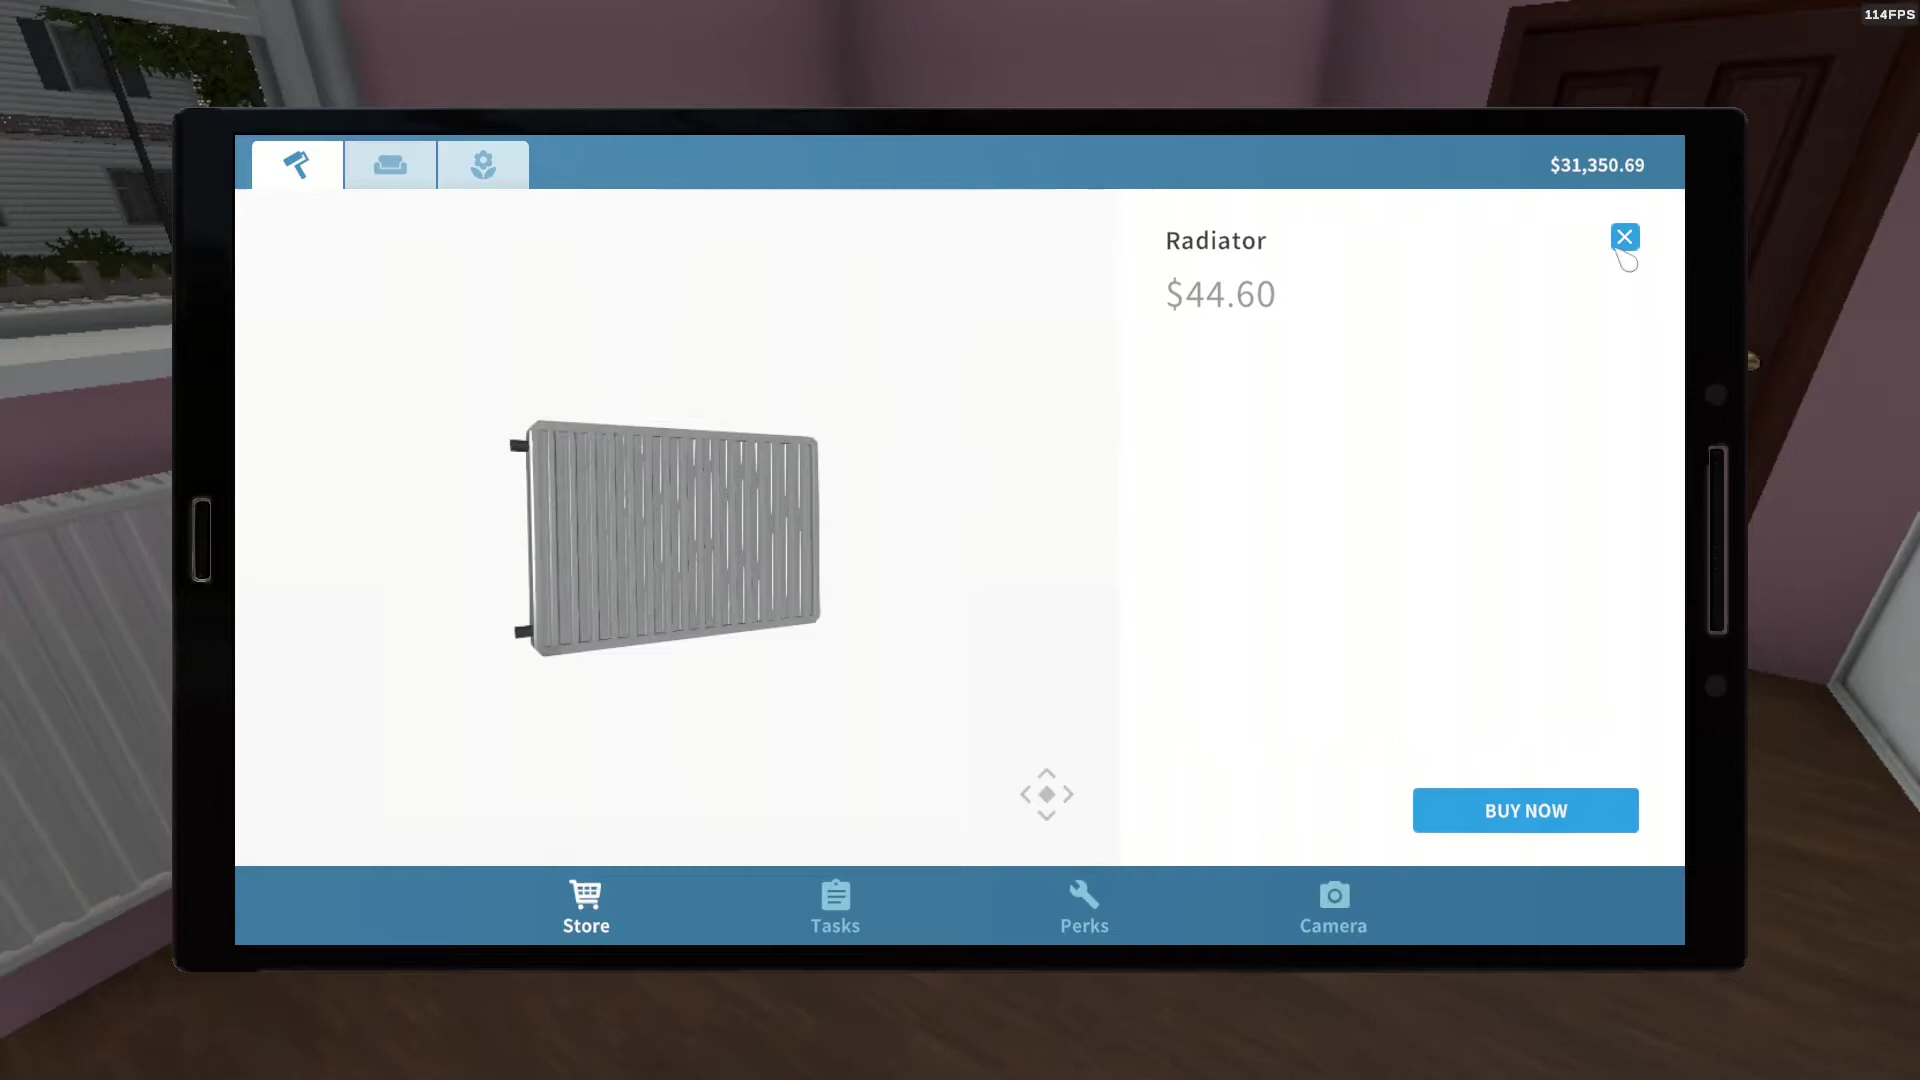 114FPS
$31,350.69
Radiator
$44.60
BUY NOW
Store
Tasks
Perks
Camera